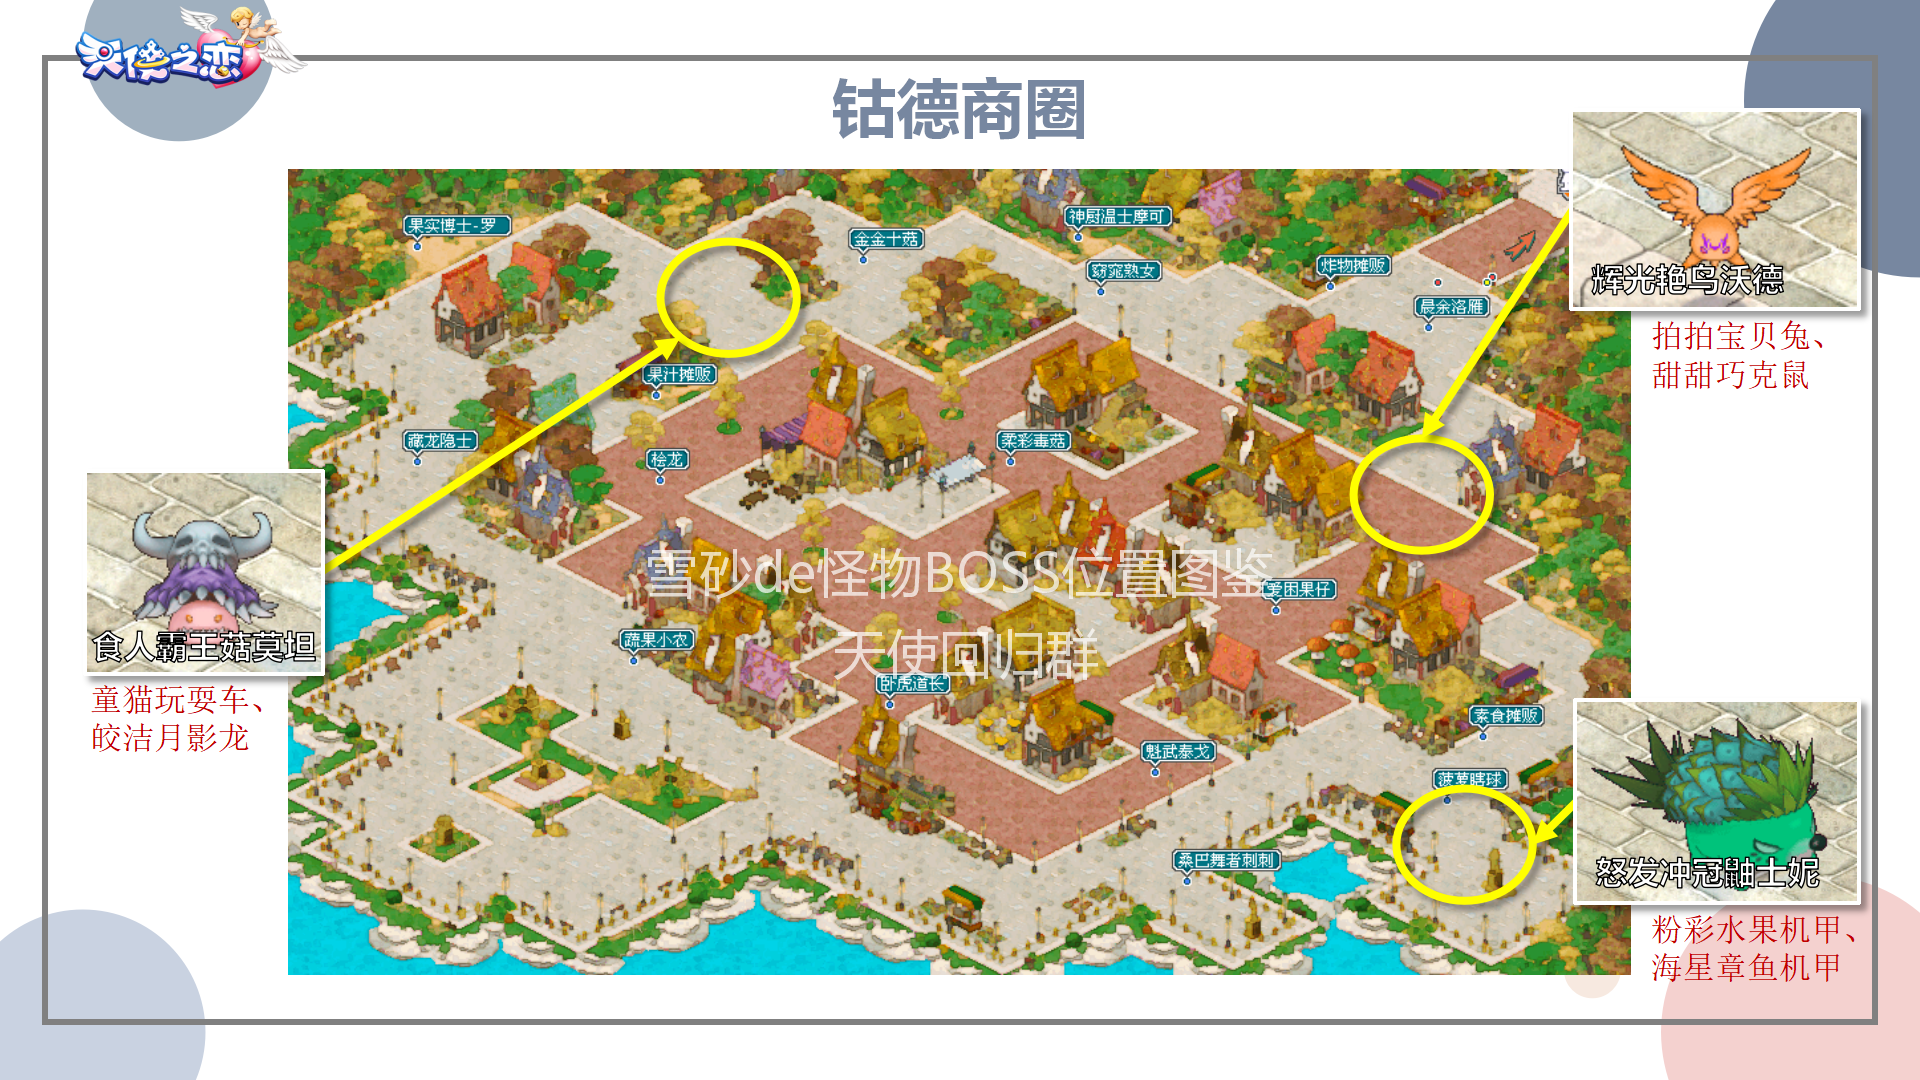 天使之恋
钴德商圈
果实博士-罗
金金十菇
神厨温士摩可
窈窕熟女
炸物摊贩
晨余洛雁
辉光艳鸟沃德
拍拍宝贝兔、
甜甜巧克鼠
果汁摊贩
藏龙隐士
桧龙
柔彩毒菇
食人霸王菇莫坦
童猫玩耍车、
皎洁月影龙
雪砂de怪物BOSS位置图鉴
天使回归群
爱困果仔
蔬果小农
卧虎道长
魁武泰戈
素食摊贩
菠萝瞎球
桑巴舞者刺刺
怒发冲冠鼬士妮
粉彩水果机甲、
海星章鱼机甲